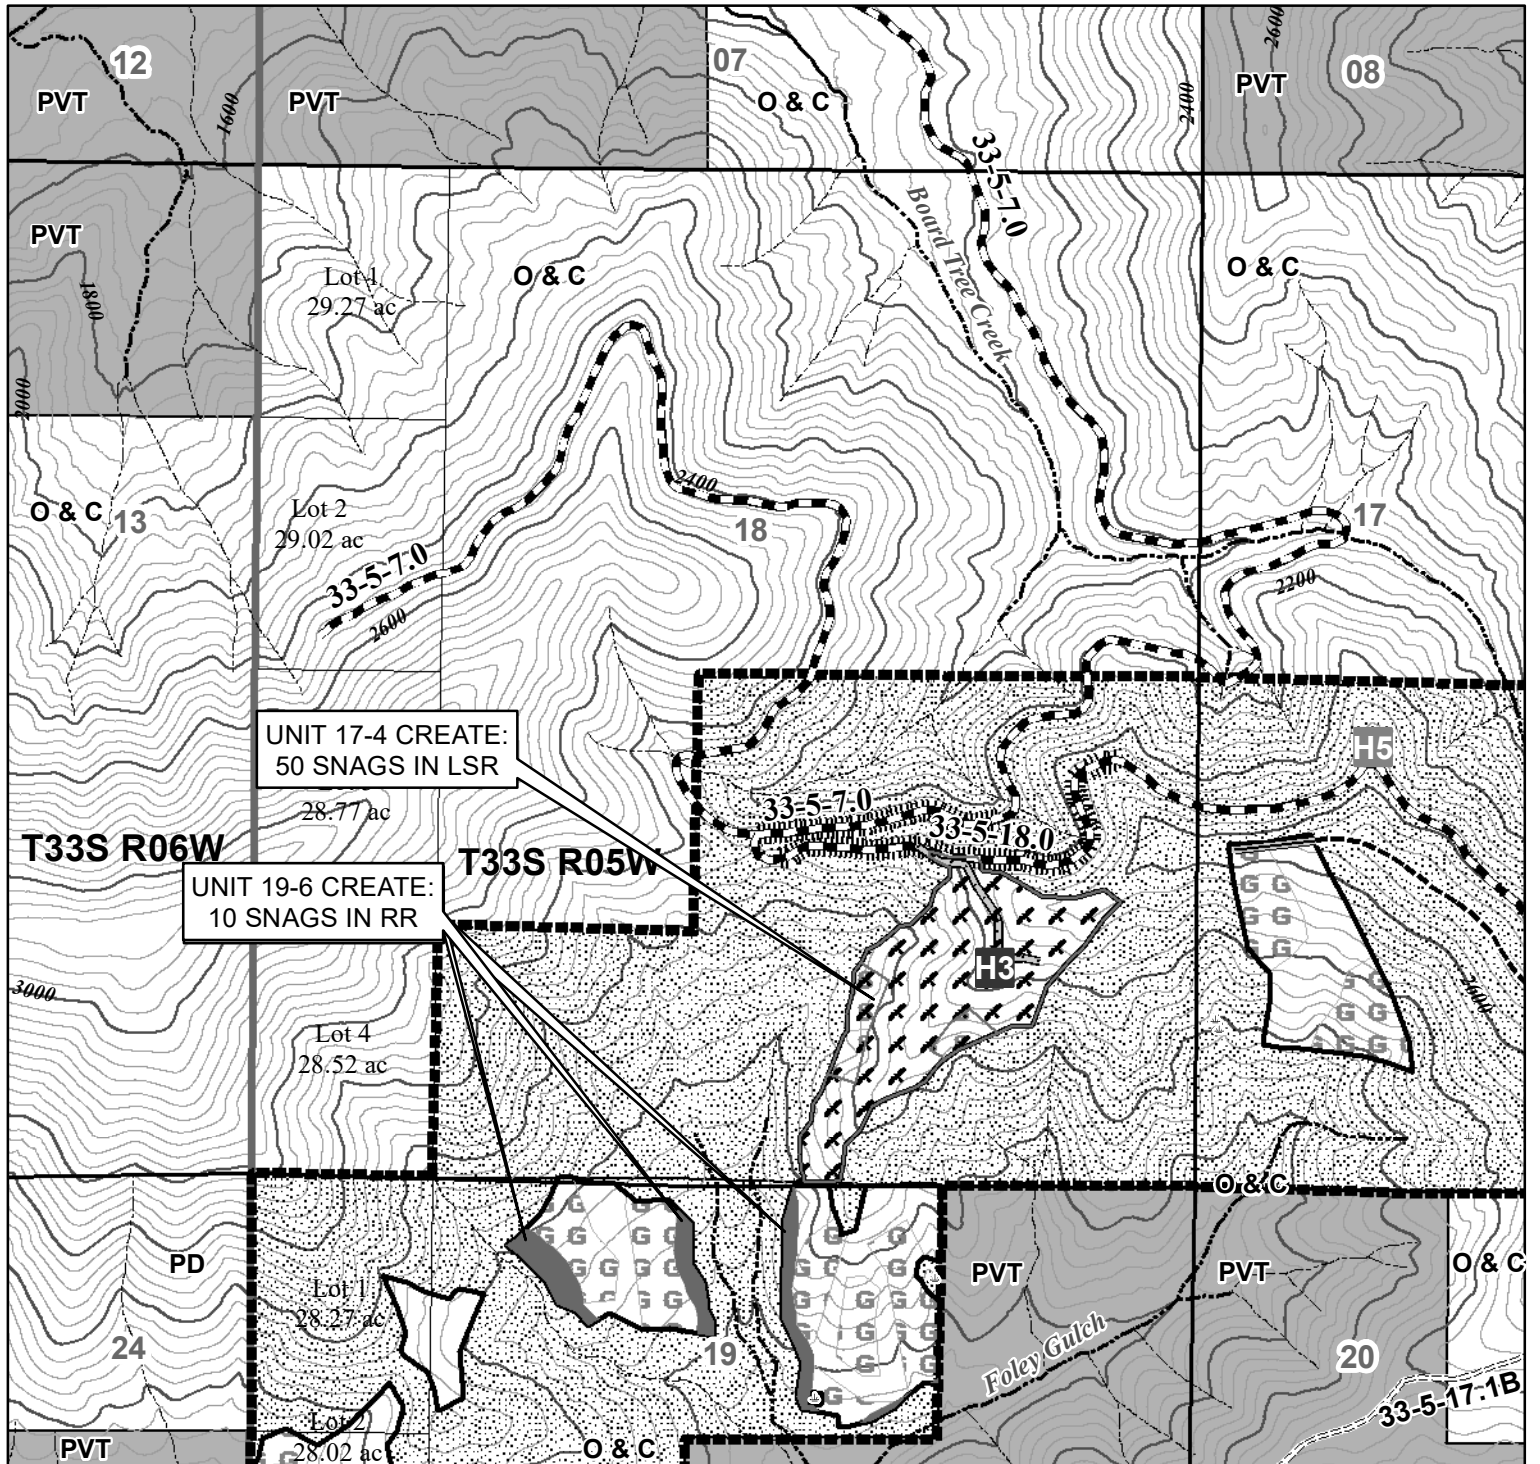 12
07
08
PVT
PVT
O & C
PVT
2600
1600
2400
33-5-7.0
Board Tree Creek
PVT
1800
2000
Lot 1
29.27 ac
O & C
O & C
O & C
13
Lot 2
29.02 ac
2400
18
17
33-5-7.0
2600
2200
UNIT 17-4 CREATE:
50 SNAGS IN LSR
28.77 ac
H5
33-5-7.0
33-5-18.0
T33S R06W
T33S R05W
UNIT 19-6 CREATE:
10 SNAGS IN RR
G G
G G
G G
H3
3000
2600
Lot 4
28.52 ac
G G
G G
G G G
O & C
PD
PVT
PVT
O & C
Lot 1
28.27 ac
24
19
Foley Gulch
20
33-5-17.1B
Lot 2
28.02 ac
PVT
O & C
G